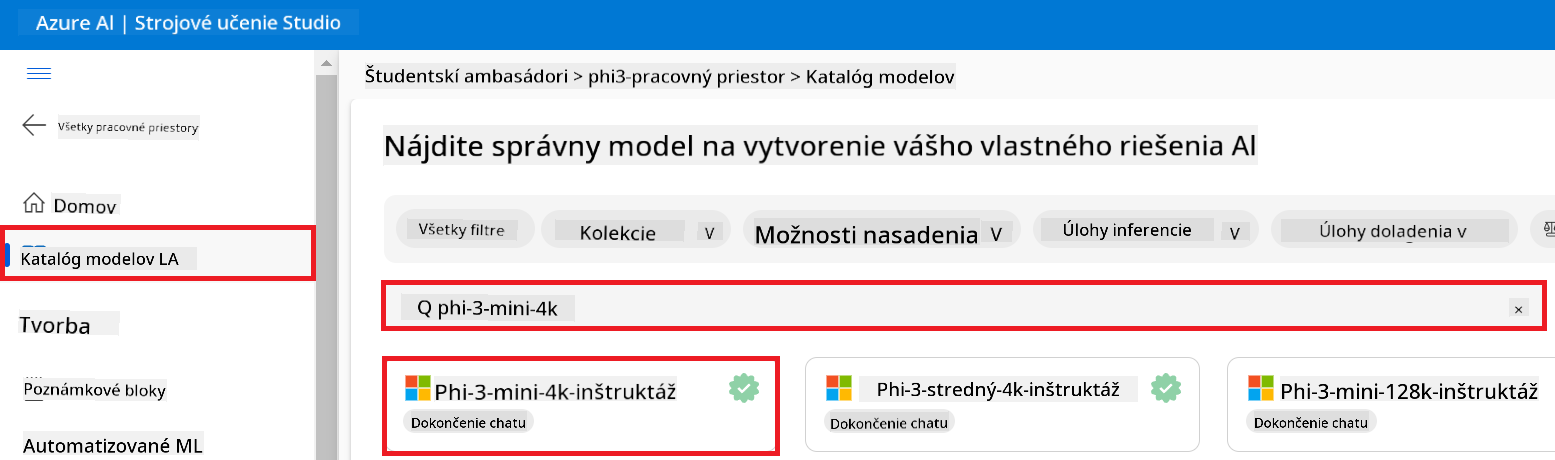 Azure AI | Strojové učenie Studio
Študentskí ambasádori > phi3-pracovný priestor > Katalóg modelov
Všetky pracovné priestory
Nájdite správny model na vytvorenie vášho vlastného riešenia AI
Domov
Všetky filtre
Kolekcie v
Možnosti nasadenia v
Úlohy inferencie v
Úlohy doladenia v
Katalóg modelov LA
Q phi-3-mini-4k ×
Tvorba
Poznámkové bloky
Automatizované ML
Phi-3-mini-4k-inštruktáž
Dokončenie chatu
Phi-3-stredný-4k-inštruktáž
Dokončenie chatu
Phi-3-mini-128k-inštruktáž
Dokončenie chatu